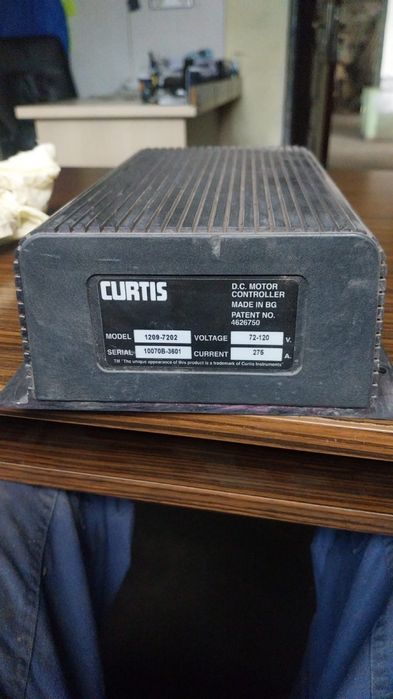 CURTIS
D.C. MOTOR
CONTROLLER
MADE IN BG
PATENT NO.
4626750
MODEL 1209-7202 VOLTAGE 72-120 V.
SERIAL 10070B-3601 CURRENT 275 A.
TM "The unique appearance of this product is a trademark of Curtis Instruments"